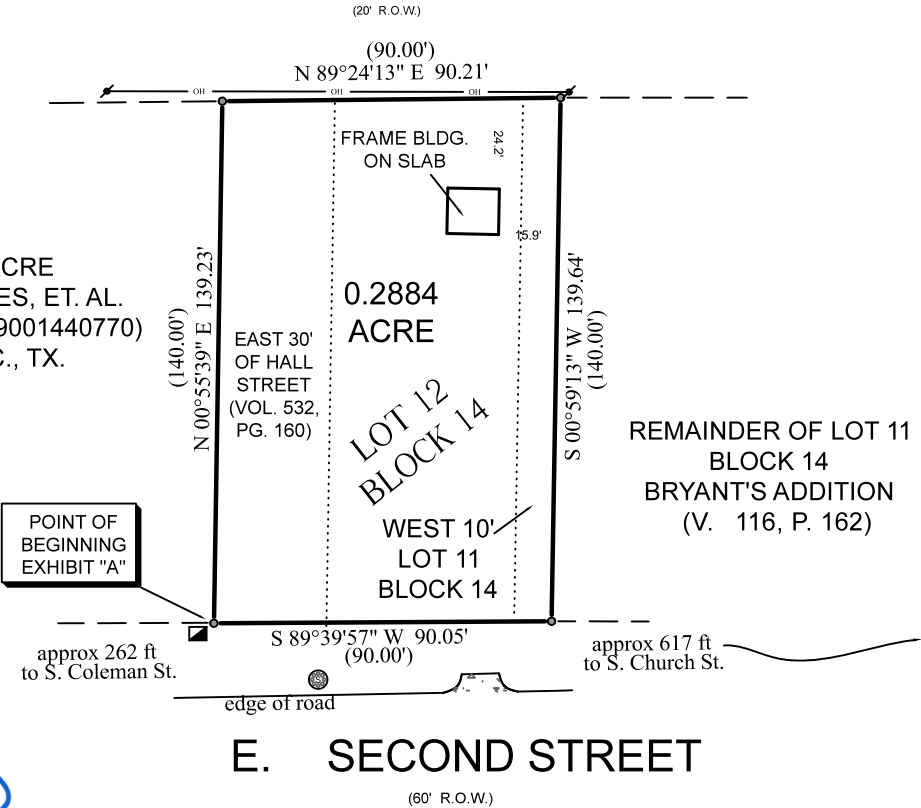 (20' R.O.W.)
(90.00')
N 89°24'13" E 90.21'
OH OH OH
FRAME BLDG.
ON SLAB
24.2'
15.9'
CRE
ES, ET. AL.
9001440770)
C., TX.
(140.00')
N 00°55'39" E 139.23'
0.2884
ACRE
EAST 30'
OF HALL
STREET
(VOL. 532,
PG. 160)
S 00°59'13" W 139.64'
(140.00')
LOT 12
BLOCK 14
REMAINDER OF LOT 11
BLOCK 14
BRYANT'S ADDITION
(V. 116, P. 162)
WEST 10'
LOT 11
BLOCK 14
POINT OF
BEGINNING
EXHIBIT "A"
S 89°39'57" W 90.05'
(90.00')
approx 262 ft
to S. Coleman St.
approx 617 ft
to S. Church St.
edge of road
E. SECOND STREET
(60' R.O.W.)